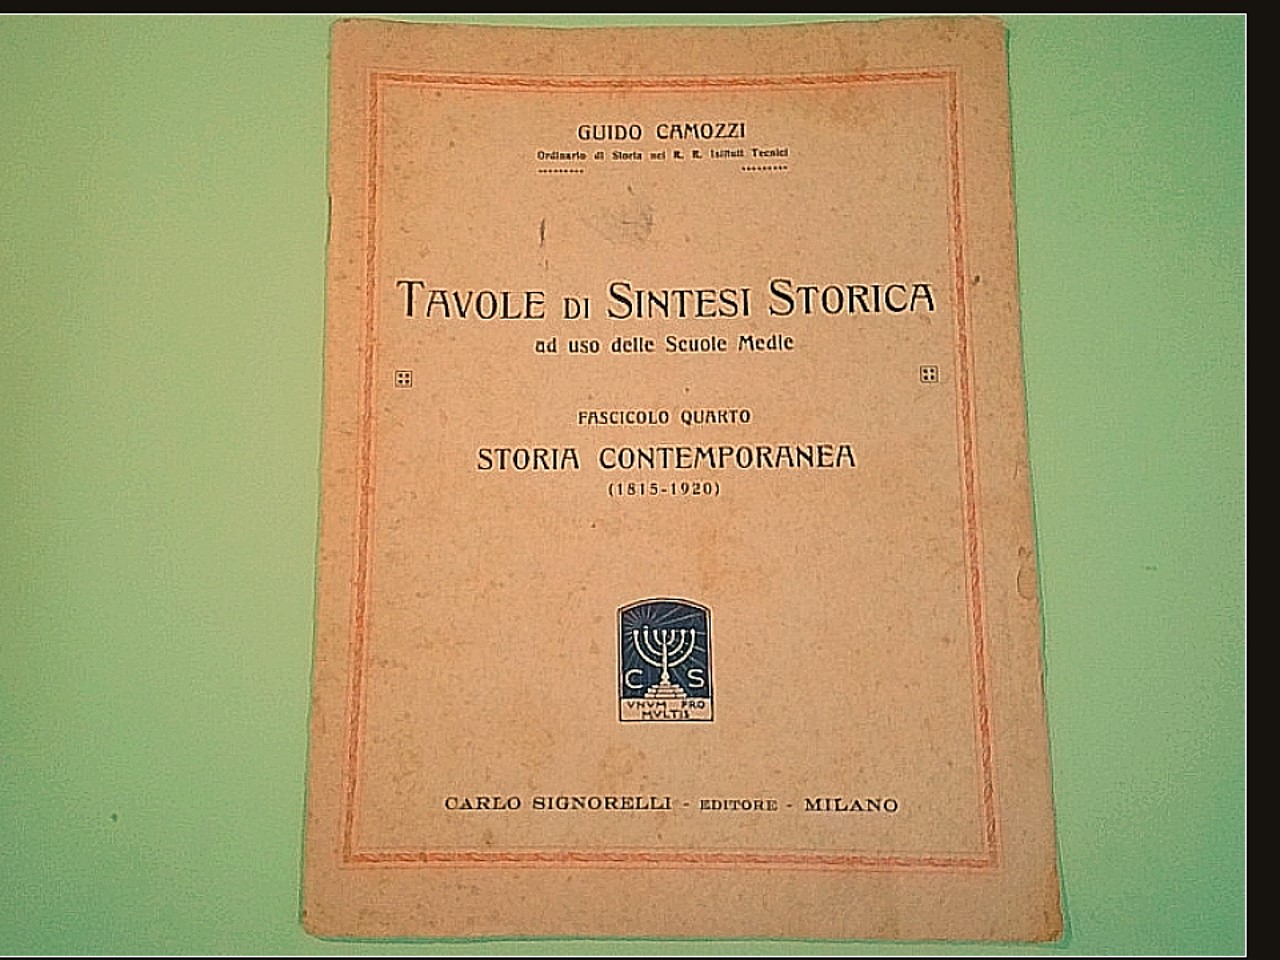 GUIDO CAMOZZI
Ordinario di Storia nei R. R. Istituti Tecnici
TAVOLE DI SINTESI STORICA
ad uso delle Scuole Medie
FASCICOLO QUARTO
STORIA CONTEMPORANEA
(1815-1920)
C S
VNVM PRO
MVLTIS
CARLO SIGNORELLI - EDITORE - MILANO